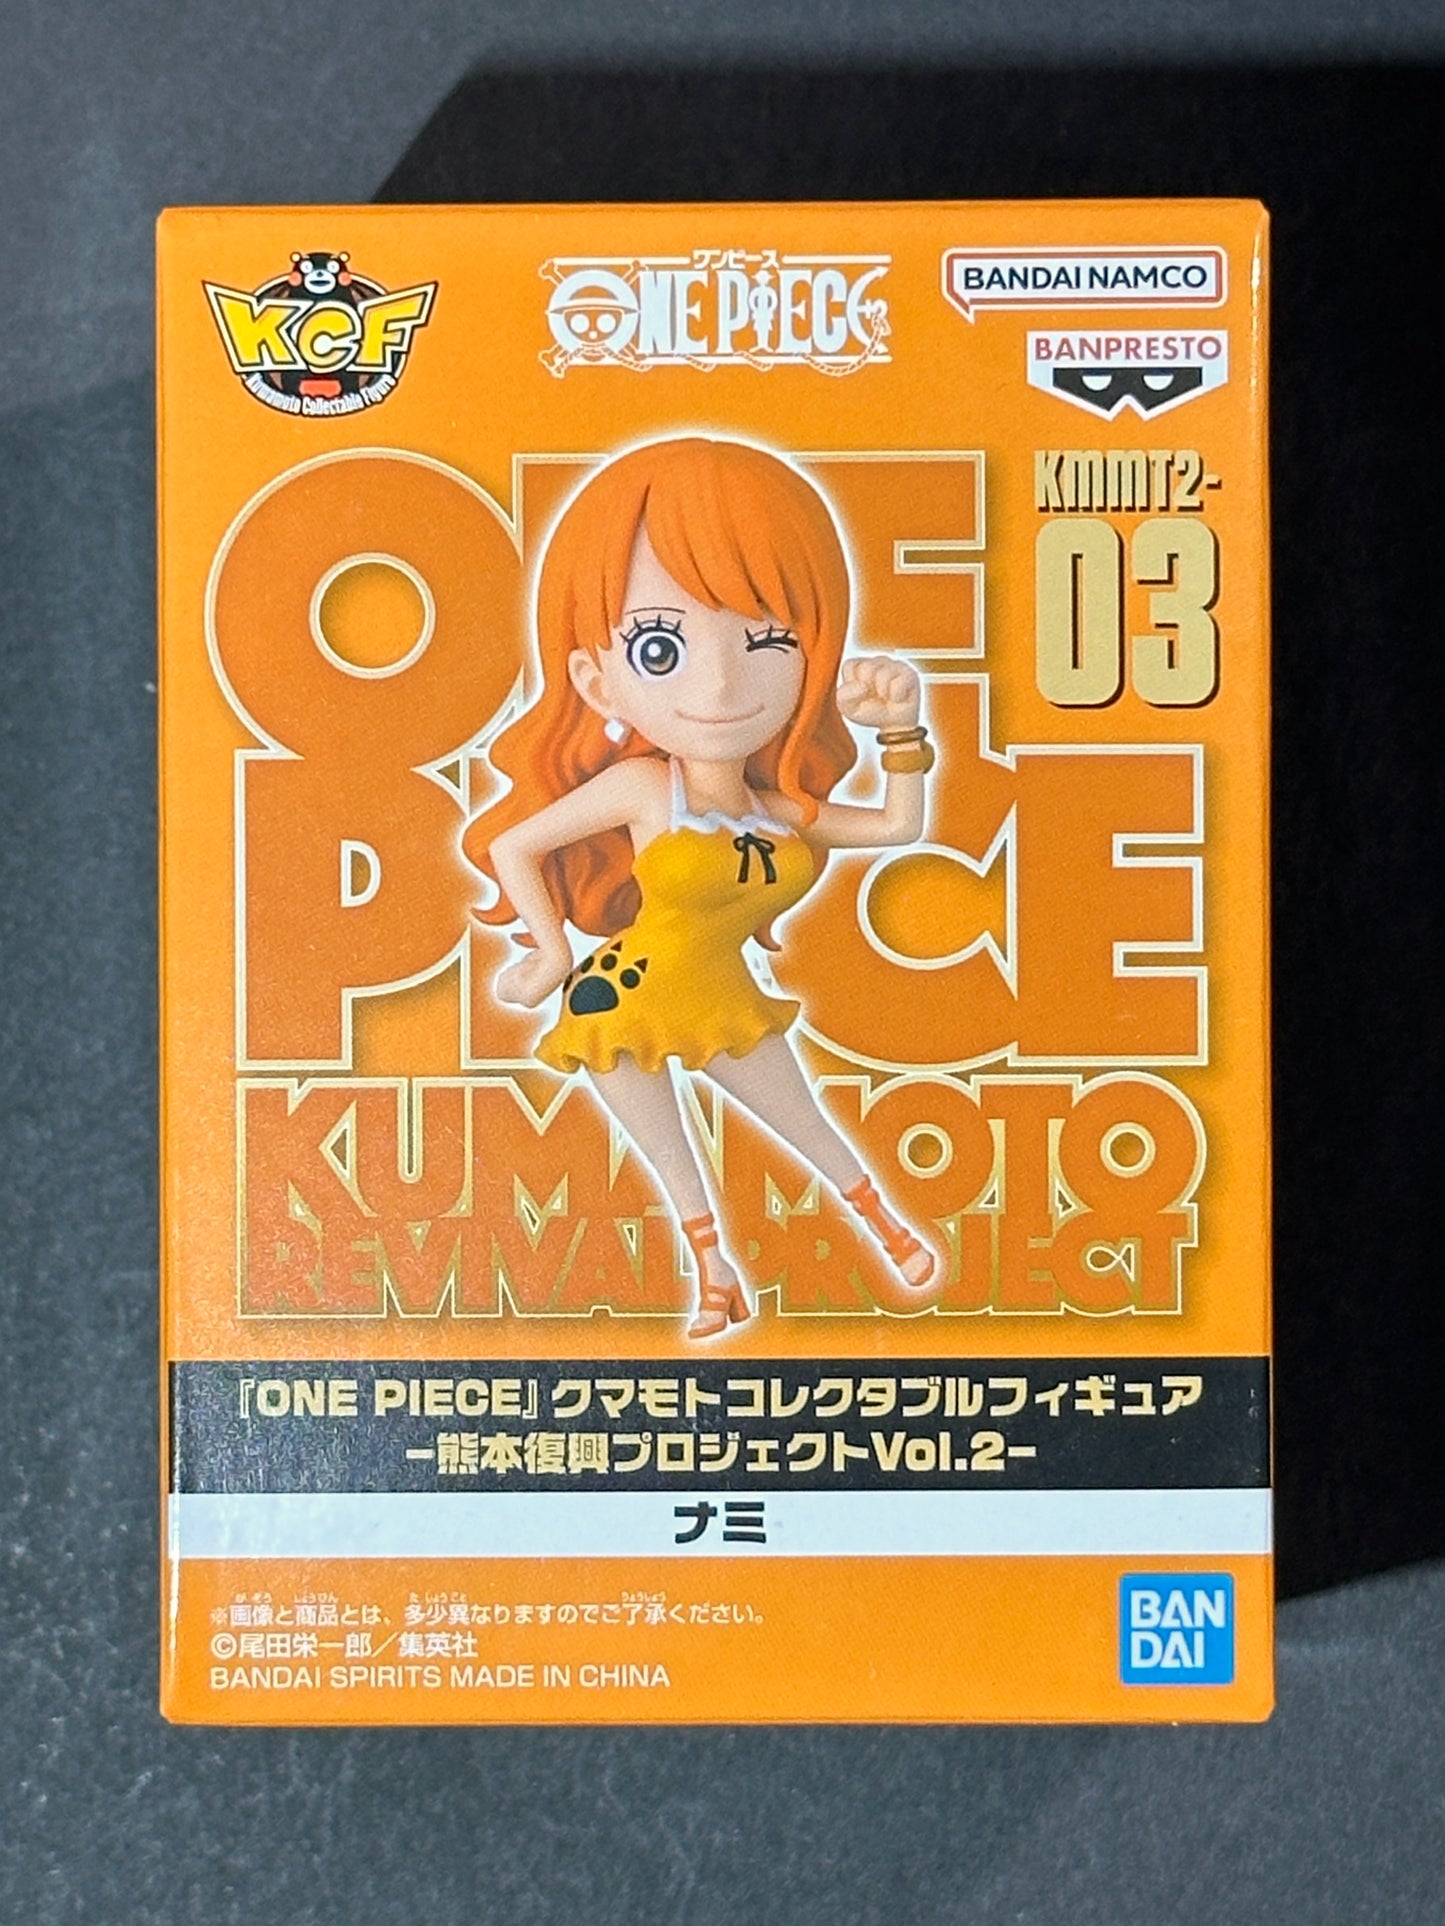 KCF
Kumamoto Collectable Figure
ワンピース
ONE PIECE
BANDAI NAMCO
BANPRESTO
KMMT2-
03
ONE
PIECE
KUMAMOTO
REVIVAL PROJECT
『ONE PIECE』クマモトコレクタブルフィギュア
-熊本復興プロジェクトVol.2-
ナミ
※画像と商品とは、多少異なりますのでご了承ください。
©尾田栄一郎／集英社
BANDAI SPIRITS MADE IN CHINA
BAN
DAI